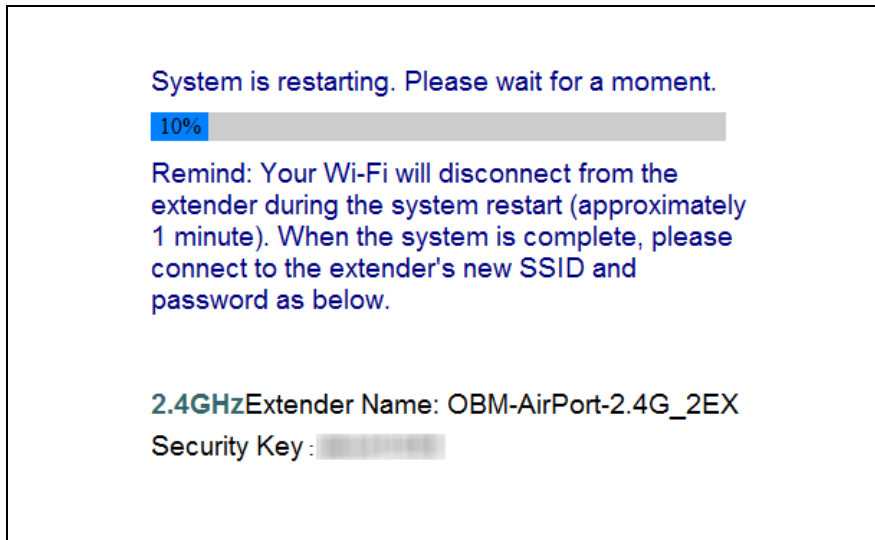 System is restarting. Please wait for a moment.
10%
Remind: Your Wi-Fi will disconnect from the
extender during the system restart (approximately
1 minute). When the system is complete, please
connect to the extender's new SSID and
password as below.
2.4GHzExtender Name: OBM-AirPort-2.4G_2EX
Security Key :